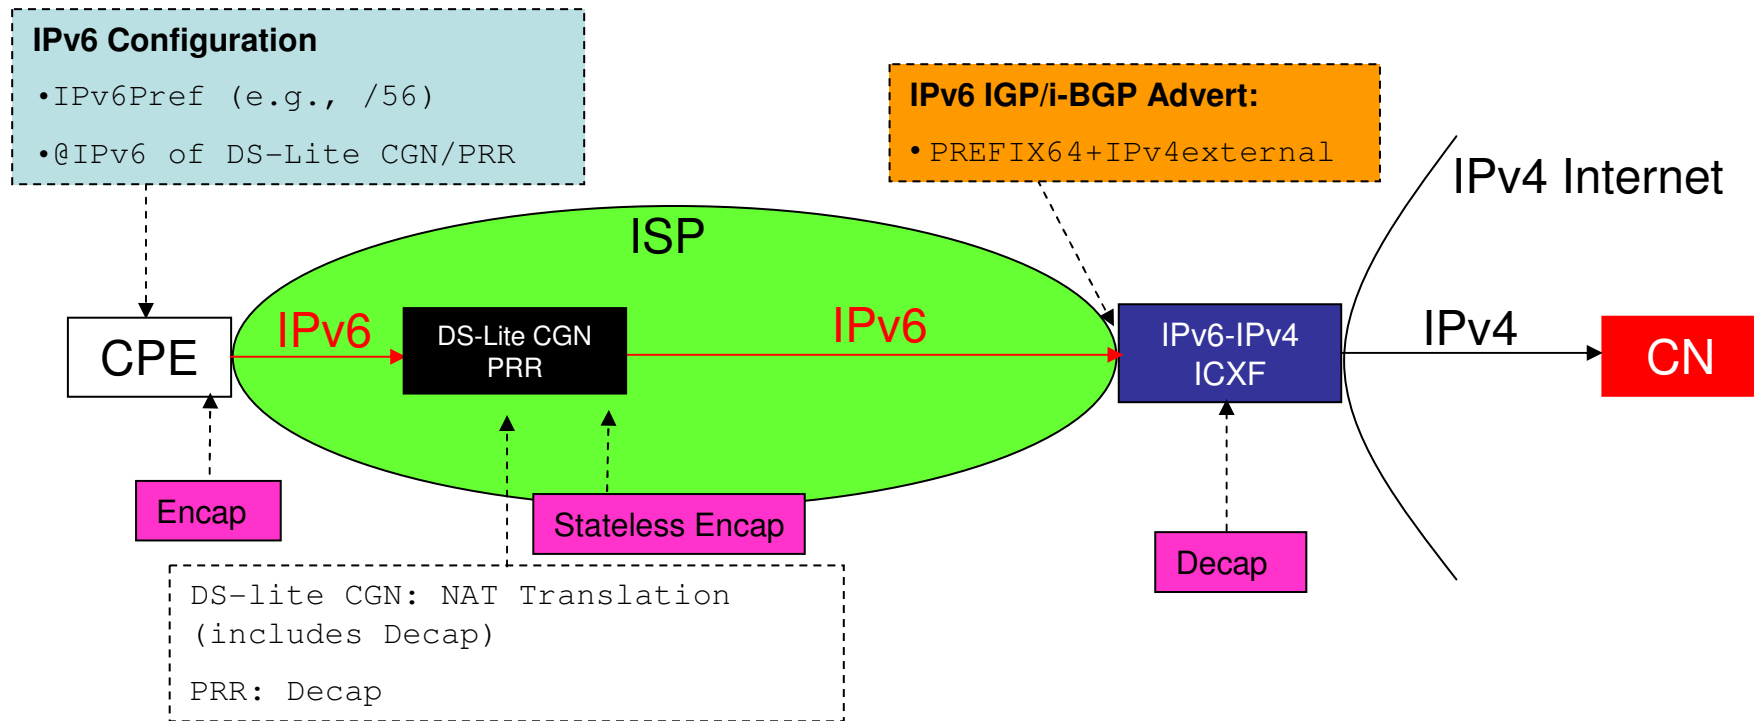 IPv6 Configuration
•IPv6Pref (e.g., /56)
•@IPv6 of DS-Lite CGN/PRR
IPv6 IGP/i-BGP Advert:
• PREFIX64+IPv4external
IPv4 Internet
ISP
CPE
IPv6
DS-Lite CGN
PRR
IPv6
IPv6-IPv4
ICXF
IPv4
CN
Encap
Stateless Encap
Decap
DS-lite CGN: NAT Translation
(includes Decap)
PRR: Decap